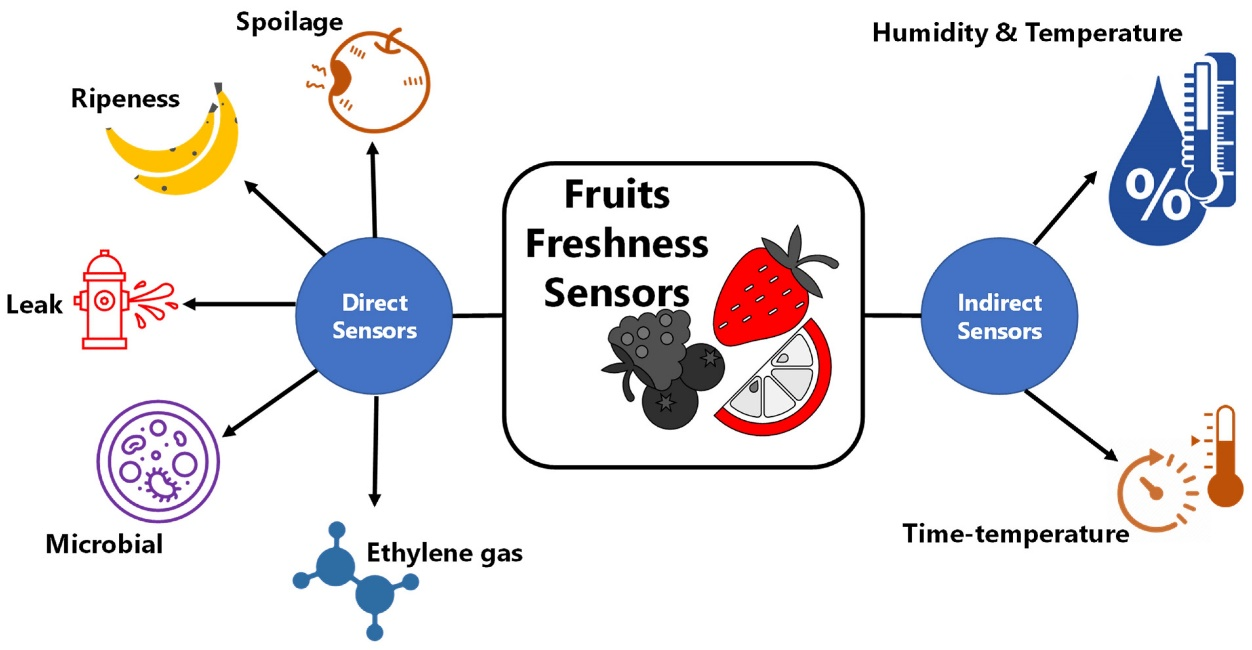 Spoilage
Humidity & Temperature
Ripeness
%
Fruits
Freshness
Sensors
Leak
Direct
Sensors
Indirect
Sensors
Microbial
Ethylene gas
Time-temperature